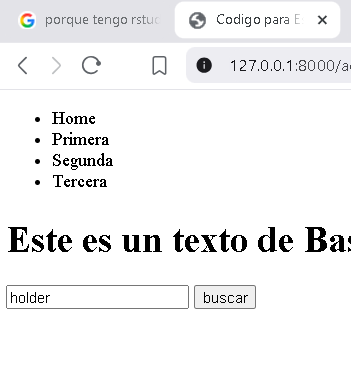 porque tengo rstud
Codigo para E
127.0.0.1:8000/a
Home
Primera
Segunda
Tercera
Este es un texto de Bas
holder
buscar